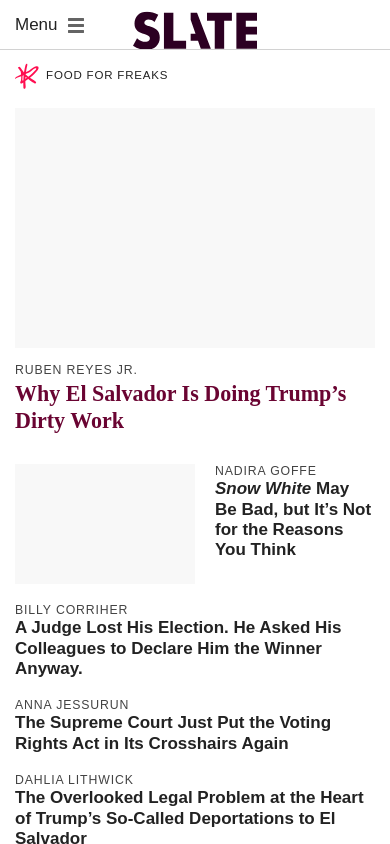 Menu
SLATE
FOOD FOR FREAKS
RUBEN REYES JR.
Why El Salvador Is Doing Trump’s
Dirty Work
NADIRA GOFFE
Snow White May
Be Bad, but It’s Not
for the Reasons
You Think
BILLY CORRIHER
A Judge Lost His Election. He Asked His
Colleagues to Declare Him the Winner
Anyway.
ANNA JESSURUN
The Supreme Court Just Put the Voting
Rights Act in Its Crosshairs Again
DAHLIA LITHWICK
The Overlooked Legal Problem at the Heart
of Trump’s So-Called Deportations to El
Salvador